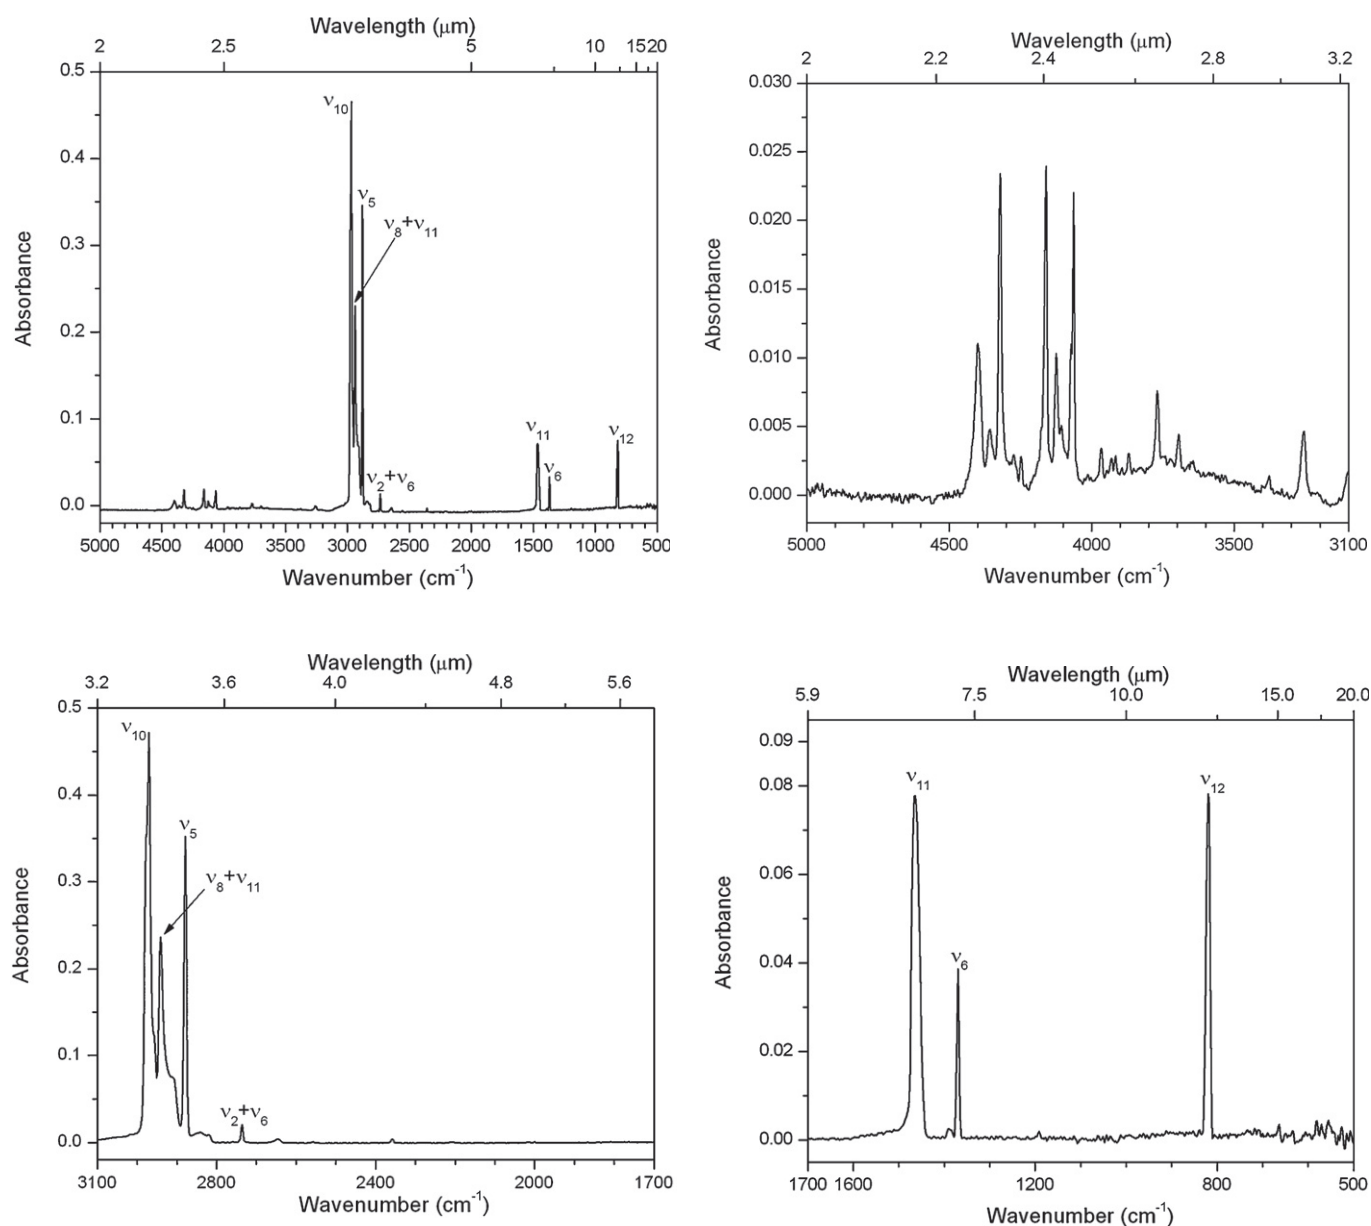 Wavelength (μm)
2 2.5 5 10 15 20
0.5
0.4
0.3
0.2
0.1
0.0
Absorbance
ν10
ν5
ν8+ν11
ν2+ν6
ν11
ν6
ν12
5000 4500 4000 3500 3000 2500 2000 1500 1000 500
Wavenumber (cm-1)
Wavelength (μm)
2 2.2 2.4 2.8 3.2
0.030
0.025
0.020
0.015
0.010
0.005
0.000
Absorbance
5000 4500 4000 3500 3100
Wavenumber (cm-1)
Wavelength (μm)
3.2 3.6 4.0 4.8 5.6
0.5
0.4
0.3
0.2
0.1
0.0
Absorbance
ν10
ν5
ν8+ν11
ν2+ν6
3100 2800 2400 2000 1700
Wavenumber (cm-1)
Wavelength (μm)
5.9 7.5 10.0 15.0 20.0
0.09
0.08
0.06
0.04
0.02
0.00
Absorbance
ν11
ν6
ν12
1700 1600 1200 800 500
Wavenumber (cm-1)